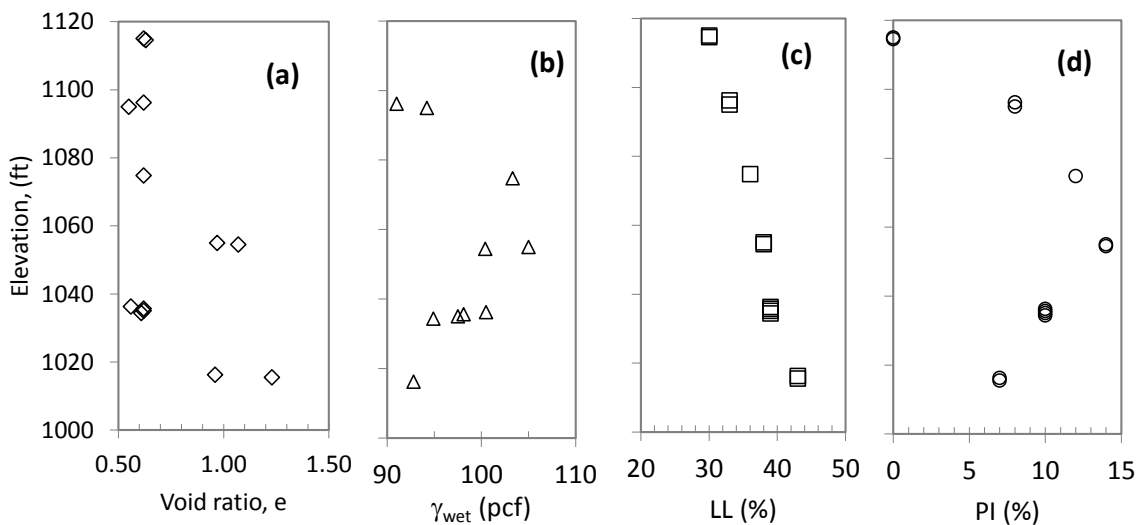 1120
1100
1080
1060
1040
1020
1000
Elevation, (ft)
0.50 1.00 1.50
Void ratio, e
(a)
90 100 110
γwet (pcf)
(b)
20 30 40 50
LL (%)
(c)
0 5 10 15
PI (%)
(d)